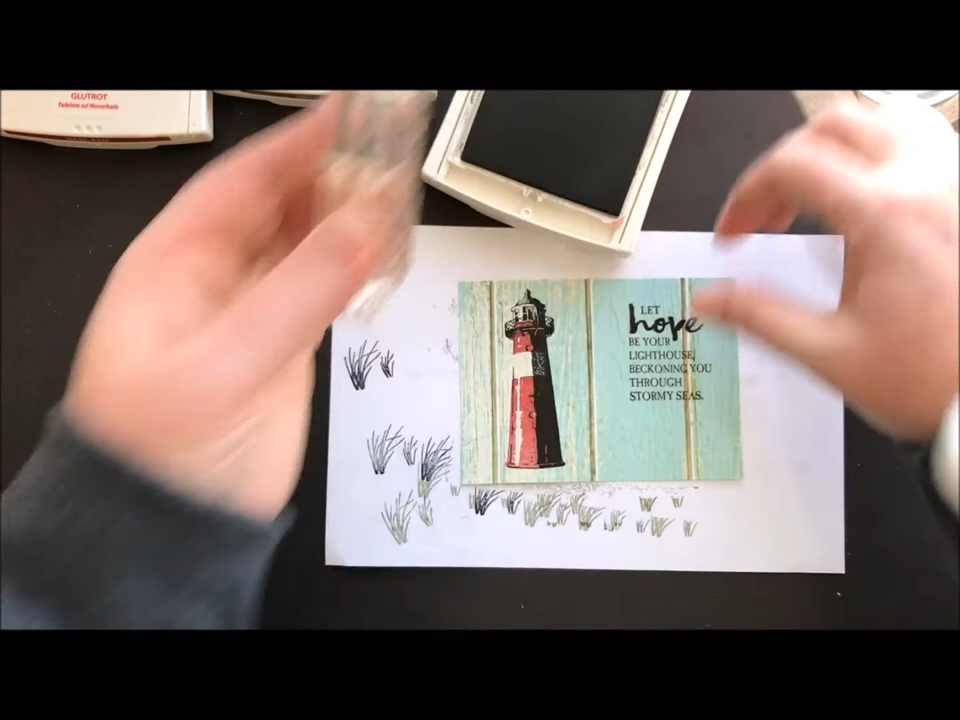 GLUTROT
Farbkissen auf Wasserbasis
LET
hope
BE YOUR
LIGHTHOUSE,
BECKONING YOU
THROUGH
STORMY SEAS.